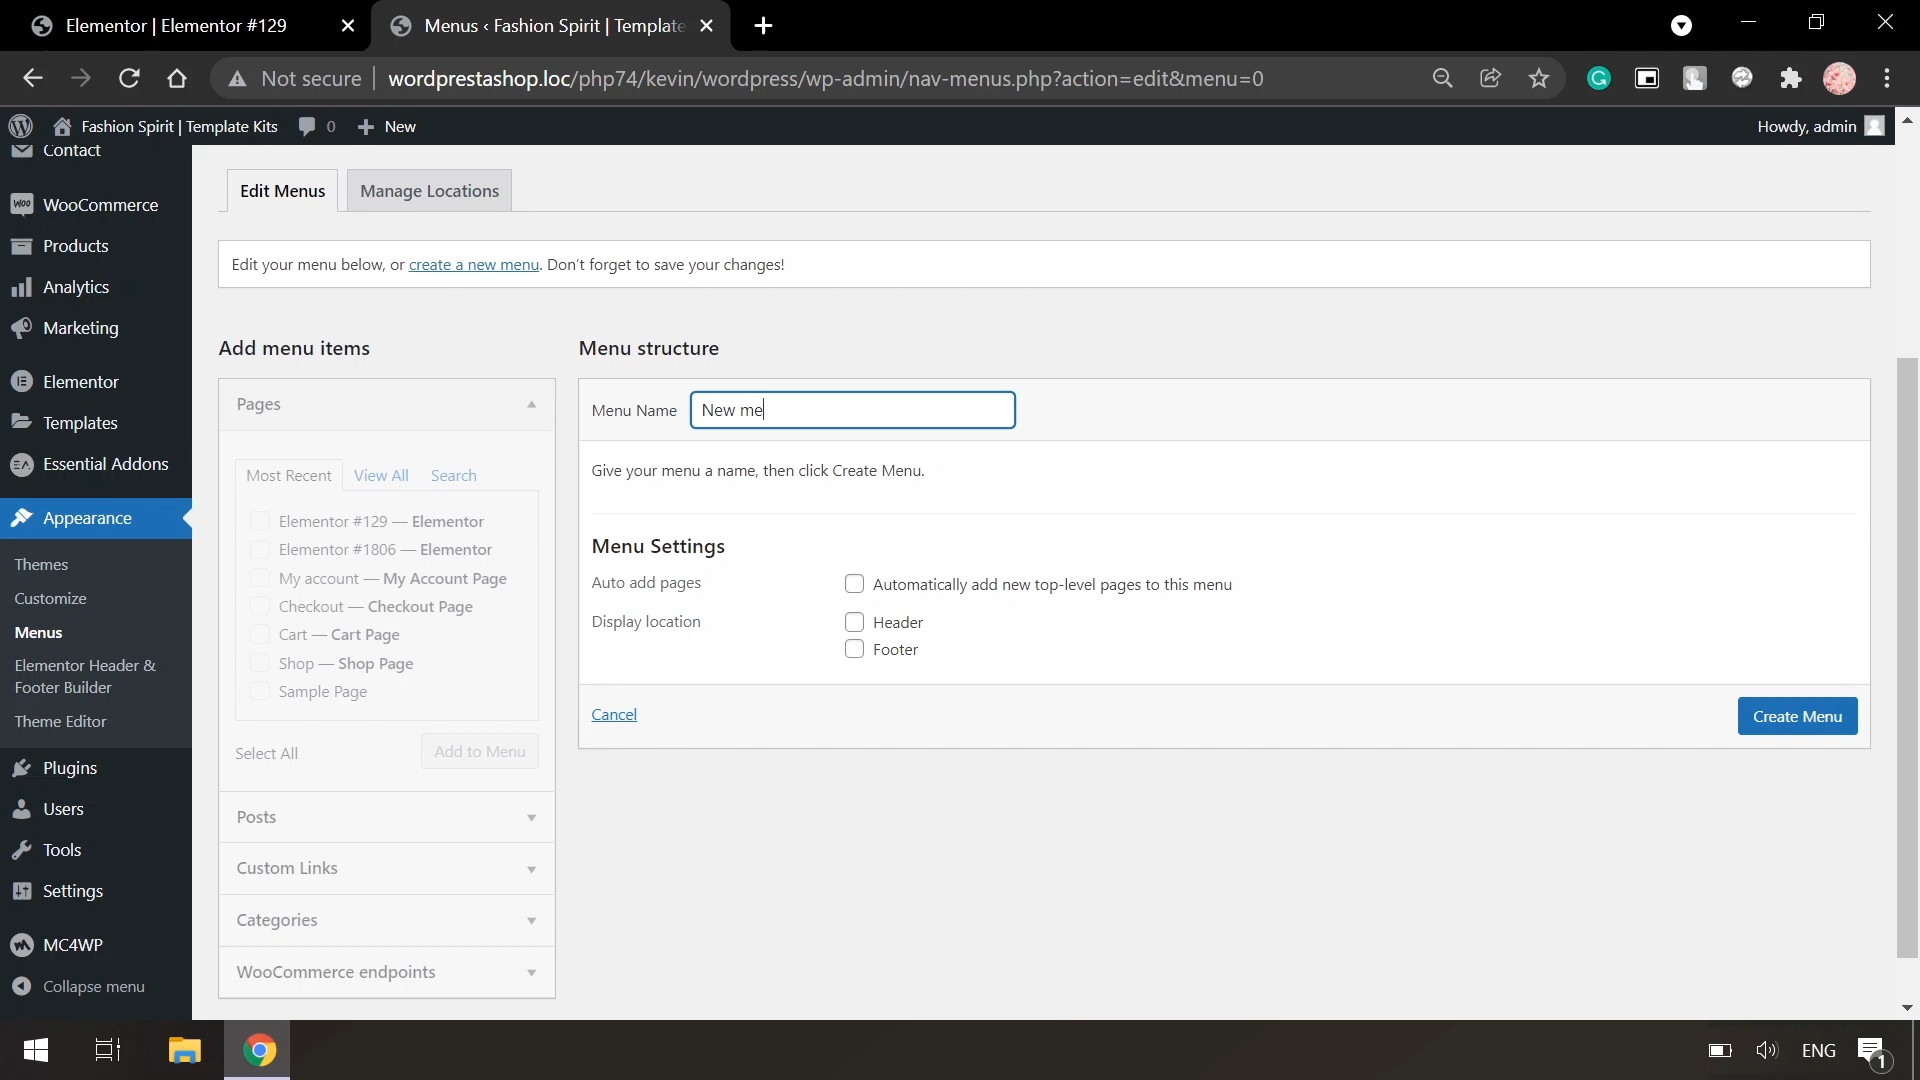 Elementor | Elementor #129
Menus ‹ Fashion Spirit | Template
Not secure
wordprestashop.loc/php74/kevin/wordpress/wp-admin/nav-menus.php?action=edit&menu=0
Fashion Spirit | Template Kits
0
New
Howdy, admin
Contact
WooCommerce
Products
Analytics
Marketing
Elementor
Templates
Essential Addons
Appearance
Themes
Customize
Menus
Elementor Header &
Footer Builder
Theme Editor
Plugins
Users
Tools
Settings
MC4WP
Collapse menu
Edit Menus
Manage Locations
Edit your menu below, or create a new menu. Don't forget to save your changes!
Add menu items
Pages
Most Recent
View All
Search
Elementor #129 — Elementor
Elementor #1806 — Elementor
My account — My Account Page
Checkout — Checkout Page
Cart — Cart Page
Shop — Shop Page
Sample Page
Select All
Add to Menu
Posts
Custom Links
Categories
WooCommerce endpoints
Menu structure
Menu Name
New me
Give your menu a name, then click Create Menu.
Menu Settings
Auto add pages
Automatically add new top-level pages to this menu
Display location
Header
Footer
Cancel
Create Menu
ENG
1